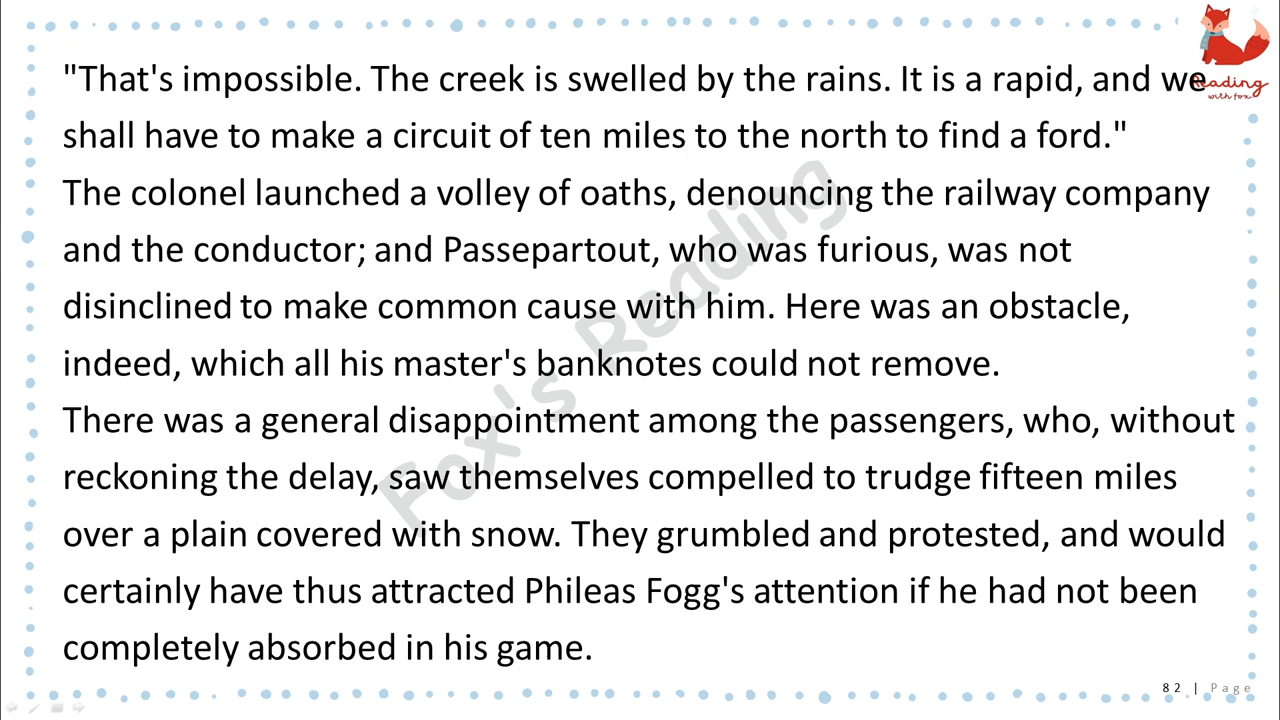 "That's impossible. The creek is swelled by the rains. It is a rapid, and we
shall have to make a circuit of ten miles to the north to find a ford."
The colonel launched a volley of oaths, denouncing the railway company
and the conductor; and Passepartout, who was furious, was not
disinclined to make common cause with him. Here was an obstacle,
indeed, which all his master's banknotes could not remove.
There was a general disappointment among the passengers, who, without
reckoning the delay, saw themselves compelled to trudge fifteen miles
over a plain covered with snow. They grumbled and protested, and would
certainly have thus attracted Phileas Fogg's attention if he had not been
completely absorbed in his game.
Reading
with fox
Fox's Reading
82 | Page